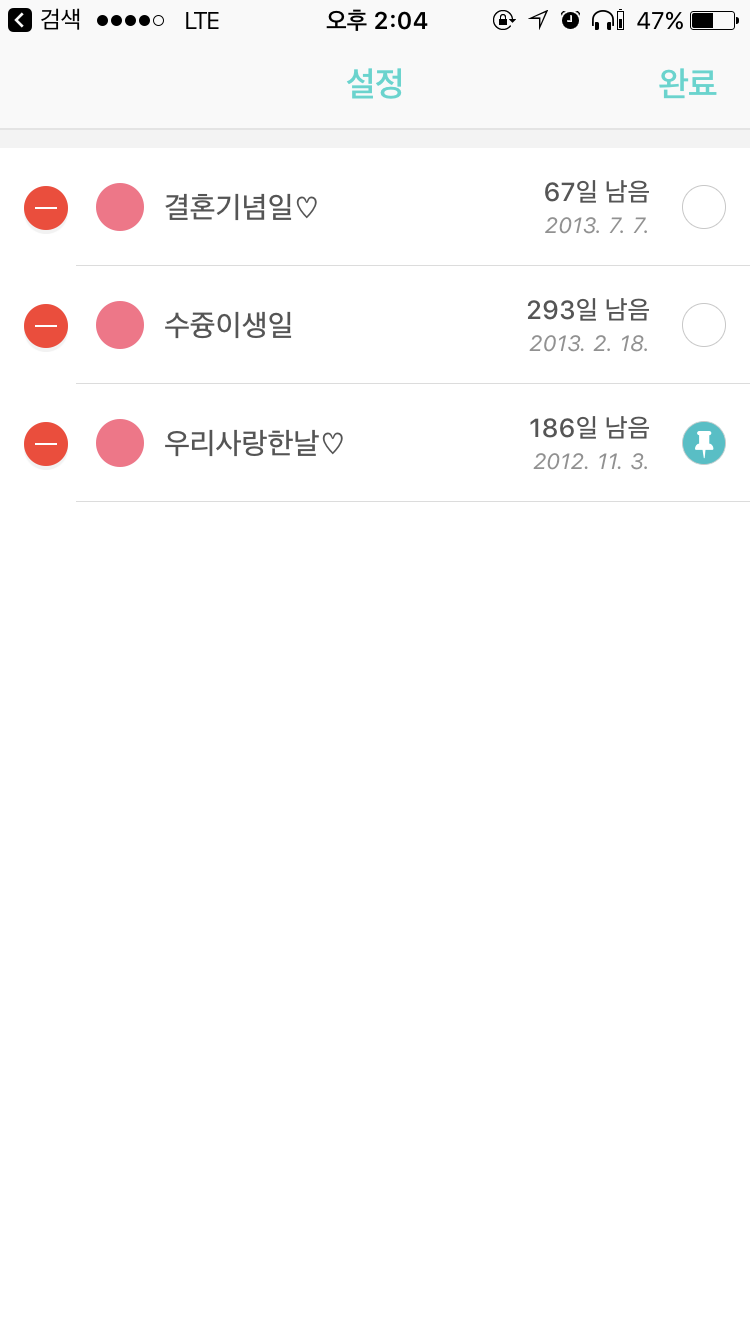 검색 LTE 오후 2:04 47%
설정 완료
결혼기념일♡ 67일 남음
2013. 7. 7.
수즁이생일 293일 남음
2013. 2. 18.
우리사랑한날♡ 186일 남음
2012. 11. 3.